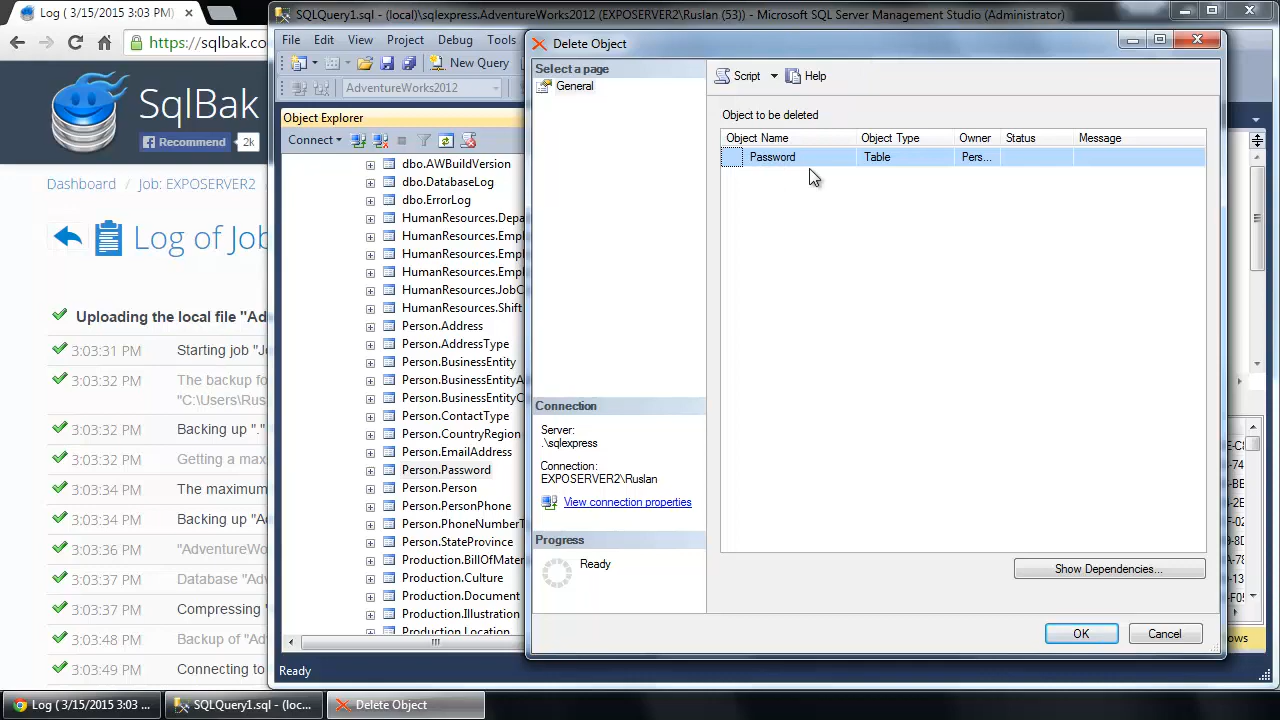 Log ( 3/15/2015 3:03 PM)
https://sqlbak.co
SqlBak
Recommend
2k
Dashboard / Job: EXPOSERVER2
Log of Job
Uploading the local file "Ad
3:03:31 PM Starting job "Jo
3:03:32 PM The backup fo
"C:\Users\Rus
3:03:32 PM Backing up "."
3:03:32 PM Getting a max
3:03:34 PM The maximum
3:03:34 PM Backing up "A
3:03:36 PM "AdventureWo
3:03:37 PM Database "Ad
3:03:37 PM Compressing "
3:03:48 PM Backup of "A
3:03:49 PM Connecting to
SQLQuery1.sql - (local)\sqlexpress.AdventureWorks2012 (EXPOSERVER2\Ruslan (53)) - Microsoft SQL Server Management Studio (Administrator)
File Edit View Project Debug Tools
New Query
AdventureWorks2012
Object Explorer
Connect
dbo.AWBuildVersion
dbo.DatabaseLog
dbo.ErrorLog
HumanResources.Depa
HumanResources.Empl
HumanResources.Empl
HumanResources.Empl
HumanResources.JobC
HumanResources.Shift
Person.Address
Person.AddressType
Person.BusinessEntity
Person.BusinessEntityA
Person.BusinessEntityC
Person.ContactType
Person.CountryRegion
Person.EmailAddress
Person.Password
Person.Person
Person.PersonPhone
Person.PhoneNumberT
Person.StateProvince
Production.BillOfMater
Production.Culture
Production.Document
Production.Illustration
Production.Location
Ready
Delete Object
Select a page
General
Connection
Server:
.\sqlexpress
Connection:
EXPOSERVER2\Ruslan
View connection properties
Progress
Ready
Script Help
Object to be deleted
Object Name Object Type Owner Status Message
Password Table Pers...
Show Dependencies...
OK Cancel
Log ( 3/15/2015 3:03 ...
SQLQuery1.sql - (loc...
Delete Object